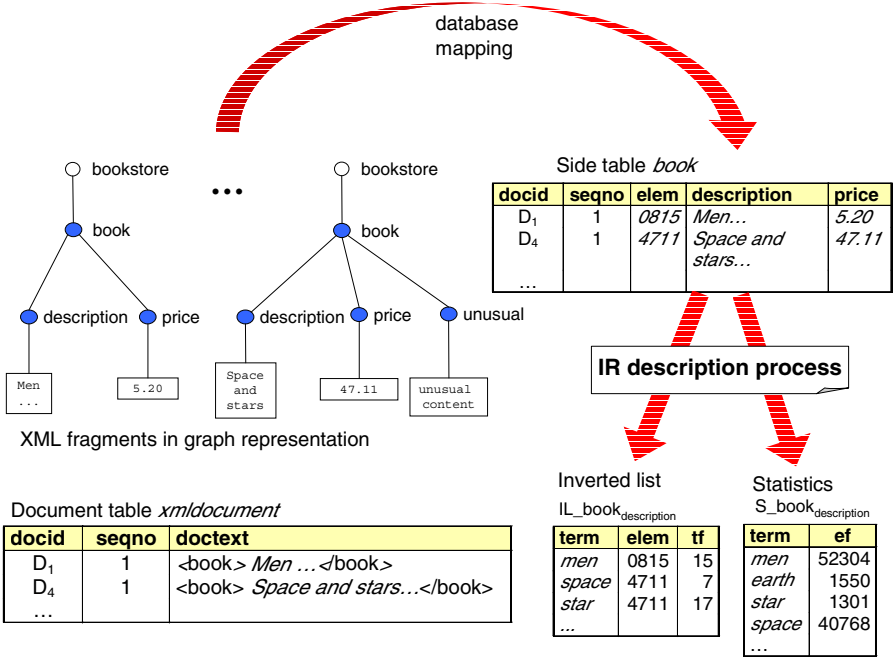 database
mapping
bookstore
...
bookstore
book
book
description
price
description
price
unusual
Men
...
5.20
Space
and
stars
47.11
unusual
content
XML fragments in graph representation
Side table book
docid seqno elem description price
D1 1 0815 Men... 5.20
D4 1 4711 Space and 47.11
stars...
...
IR description process
Document table xmldocument
docid seqno doctext
D1 1 <book> Men ...</book>
D4 1 <book> Space and stars...</book>
...
Inverted list
IL_book description
term elem tf
men 0815 15
space 4711 7
star 4711 17
...
Statistics
S_book description
term ef
men 52304
earth 1550
star 1301
space 40768
...